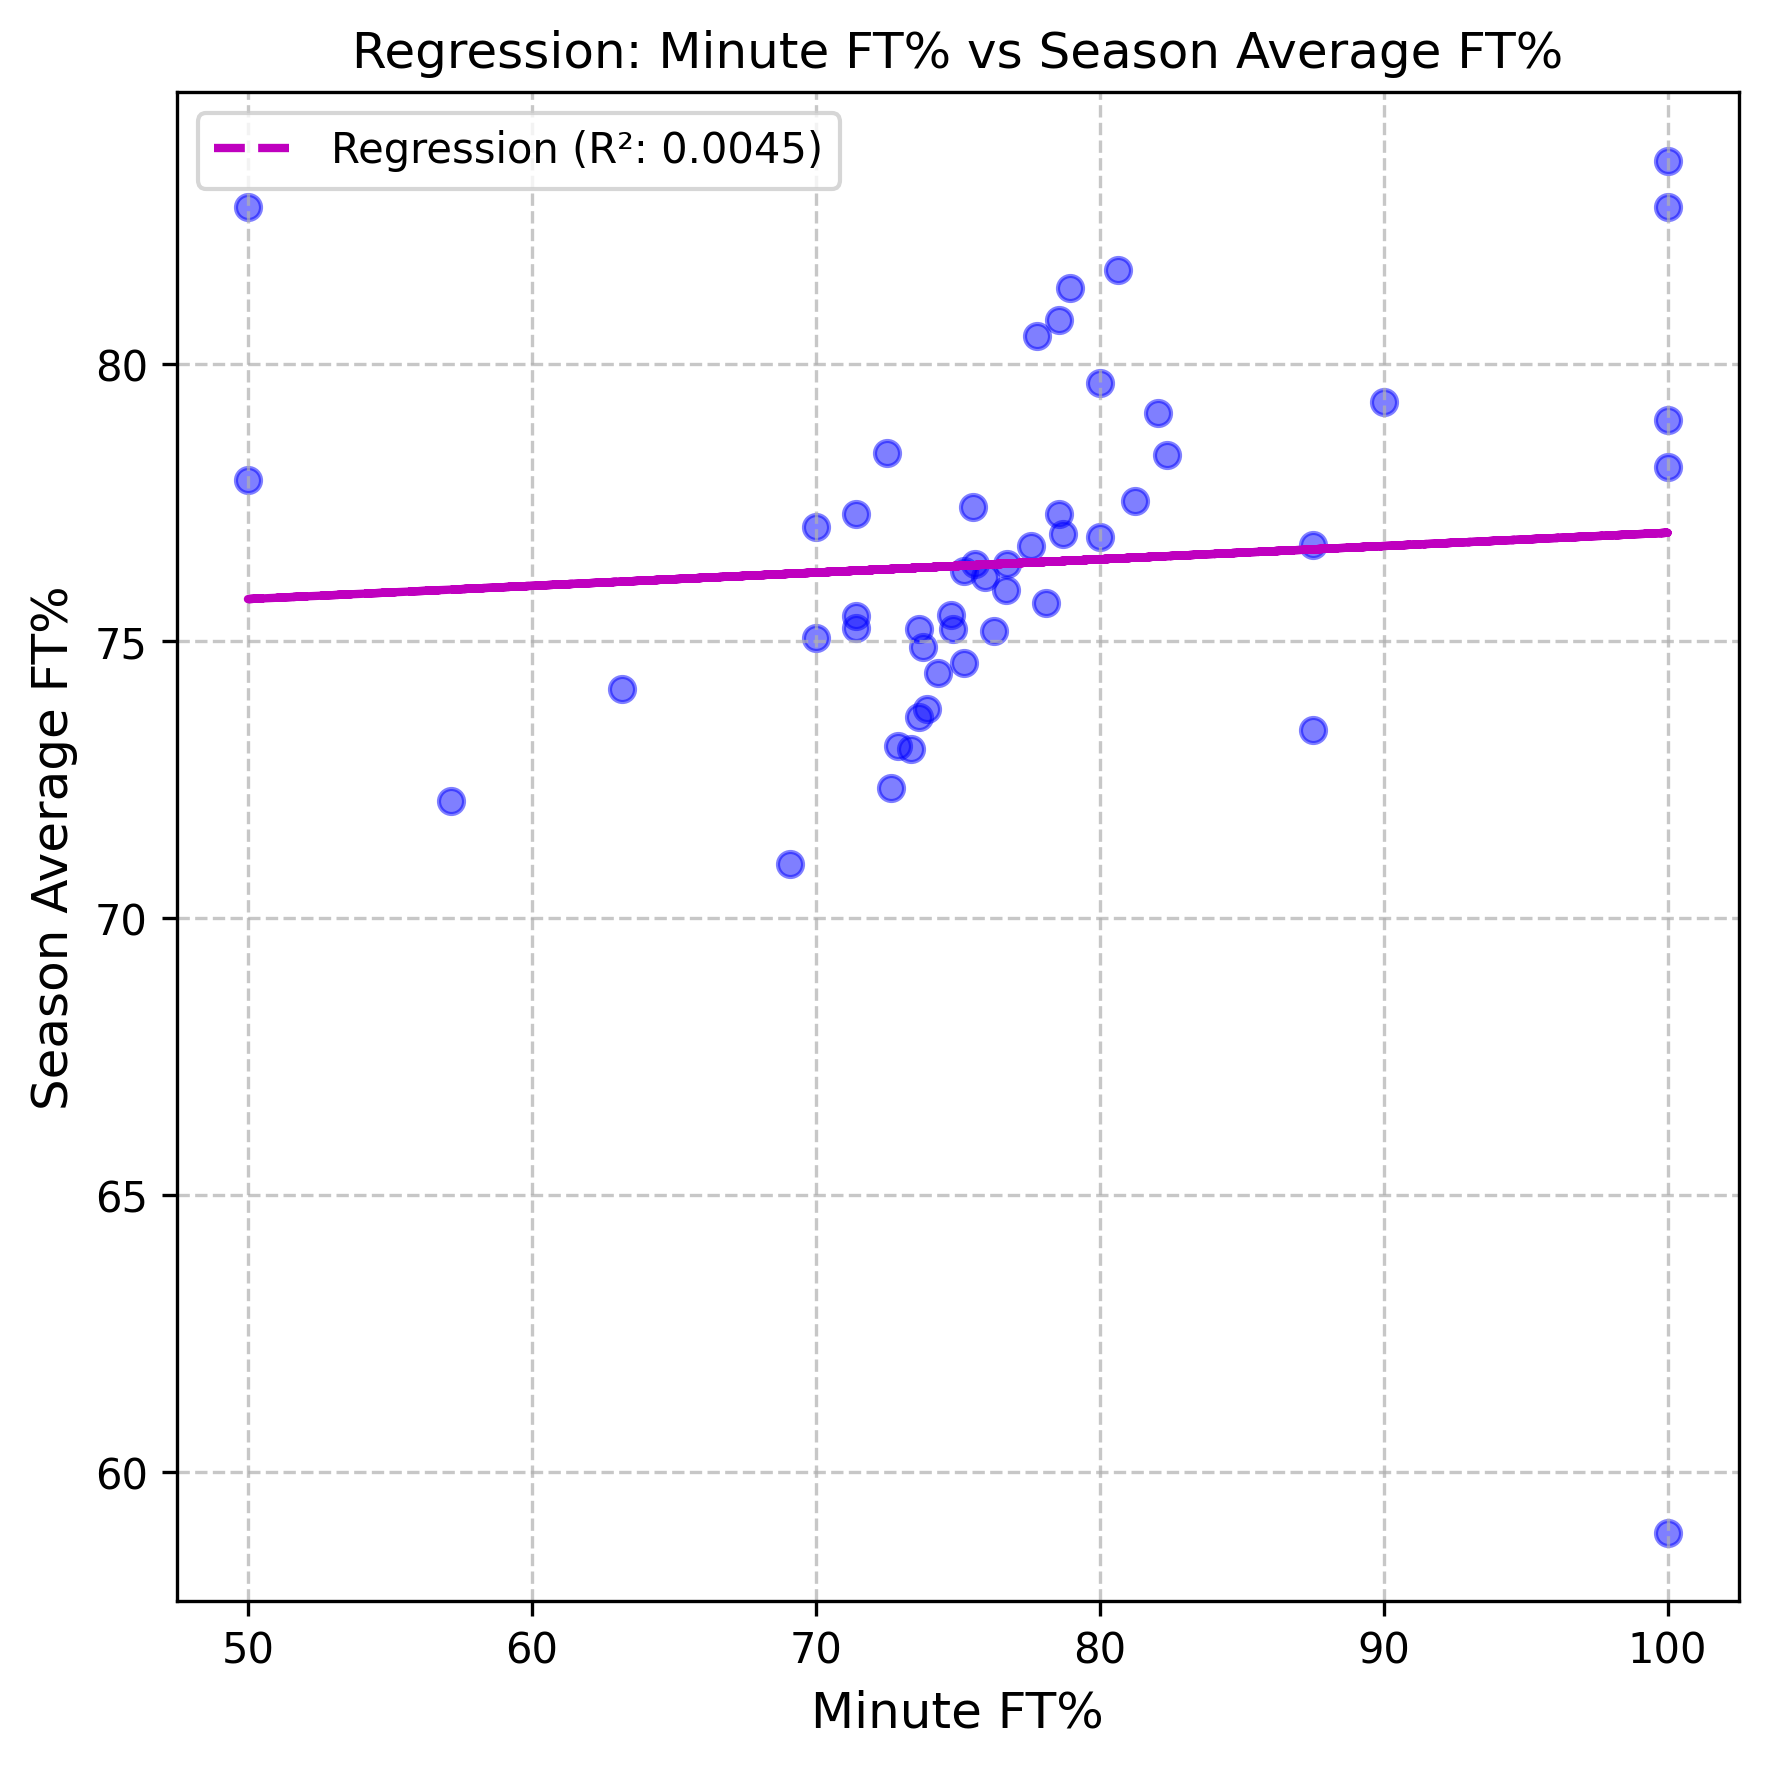 Regression: Minute FT% vs Season Average FT%
Regression (R²: 0.0045)
Season Average FT%
80
75
70
65
60
50 60 70 80 90 100
Minute FT%